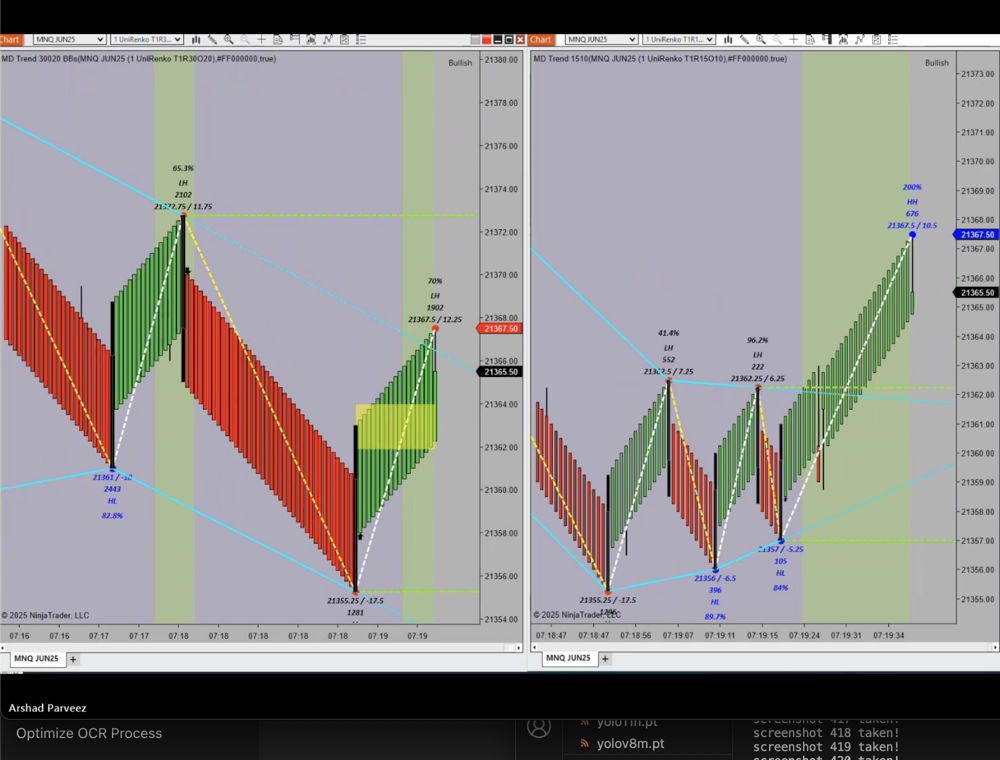 Chart
MNQ JUN25
1 UniRenko T1R3...
Chart
MNQ JUN25
1 UniRenko T1R1...
MD Trend 30020 BBs(MNQ JUN25 (1 UniRenko T1R30O20),#FF000000,true)
Bullish
21380.00
21378.00
21376.00
21374.00
21372.00
21370.00
21368.00
21367.50
21366.00
21365.50
21364.00
21362.00
21360.00
21358.00
21356.00
21354.00
65.3%
LH
2102
21372.75 / 11.75
70%
LH
1902
21367.5 / 12.25
2443
HL
82.8%
21355.25 / -17.5
1281
© 2025 NinjaTrader, LLC
07:16
07:16
07:17
07:17
07:18
07:18
07:18
07:18
07:19
07:19
MNQ JUN25
+
MD Trend 1510(MNQ JUN25 (1 UniRenko T1R15O10),#FF000000,true)
Bullish
21373.00
21372.00
21371.00
21370.00
21369.00
21368.00
21367.50
21367.00
21366.00
21365.50
21365.00
21364.00
21363.00
21362.00
21361.00
21360.00
21359.00
21358.00
21357.00
21356.00
21355.00
200%
HH
676
21367.5 / 10.5
41.4%
LH
552
21362.5 / 7.25
96.2%
LH
222
21362.25 / 6.25
21357 / -5.25
105
HL
84%
21356 / -6.5
396
HL
89.7%
21355.25 / -17.5
© 2025 NinjaTrader, LLC
07:18:47
07:18:47
07:18:56
07:19:07
07:19:11
07:19:15
07:19:24
07:19:31
07:19:34
MNQ JUN25
+
Arshad Parveez
Optimize OCR Process
yolo11n.pt
yolov8m.pt
screenshot 417 taken!
screenshot 418 taken!
screenshot 419 taken!
screenshot 420 taken!